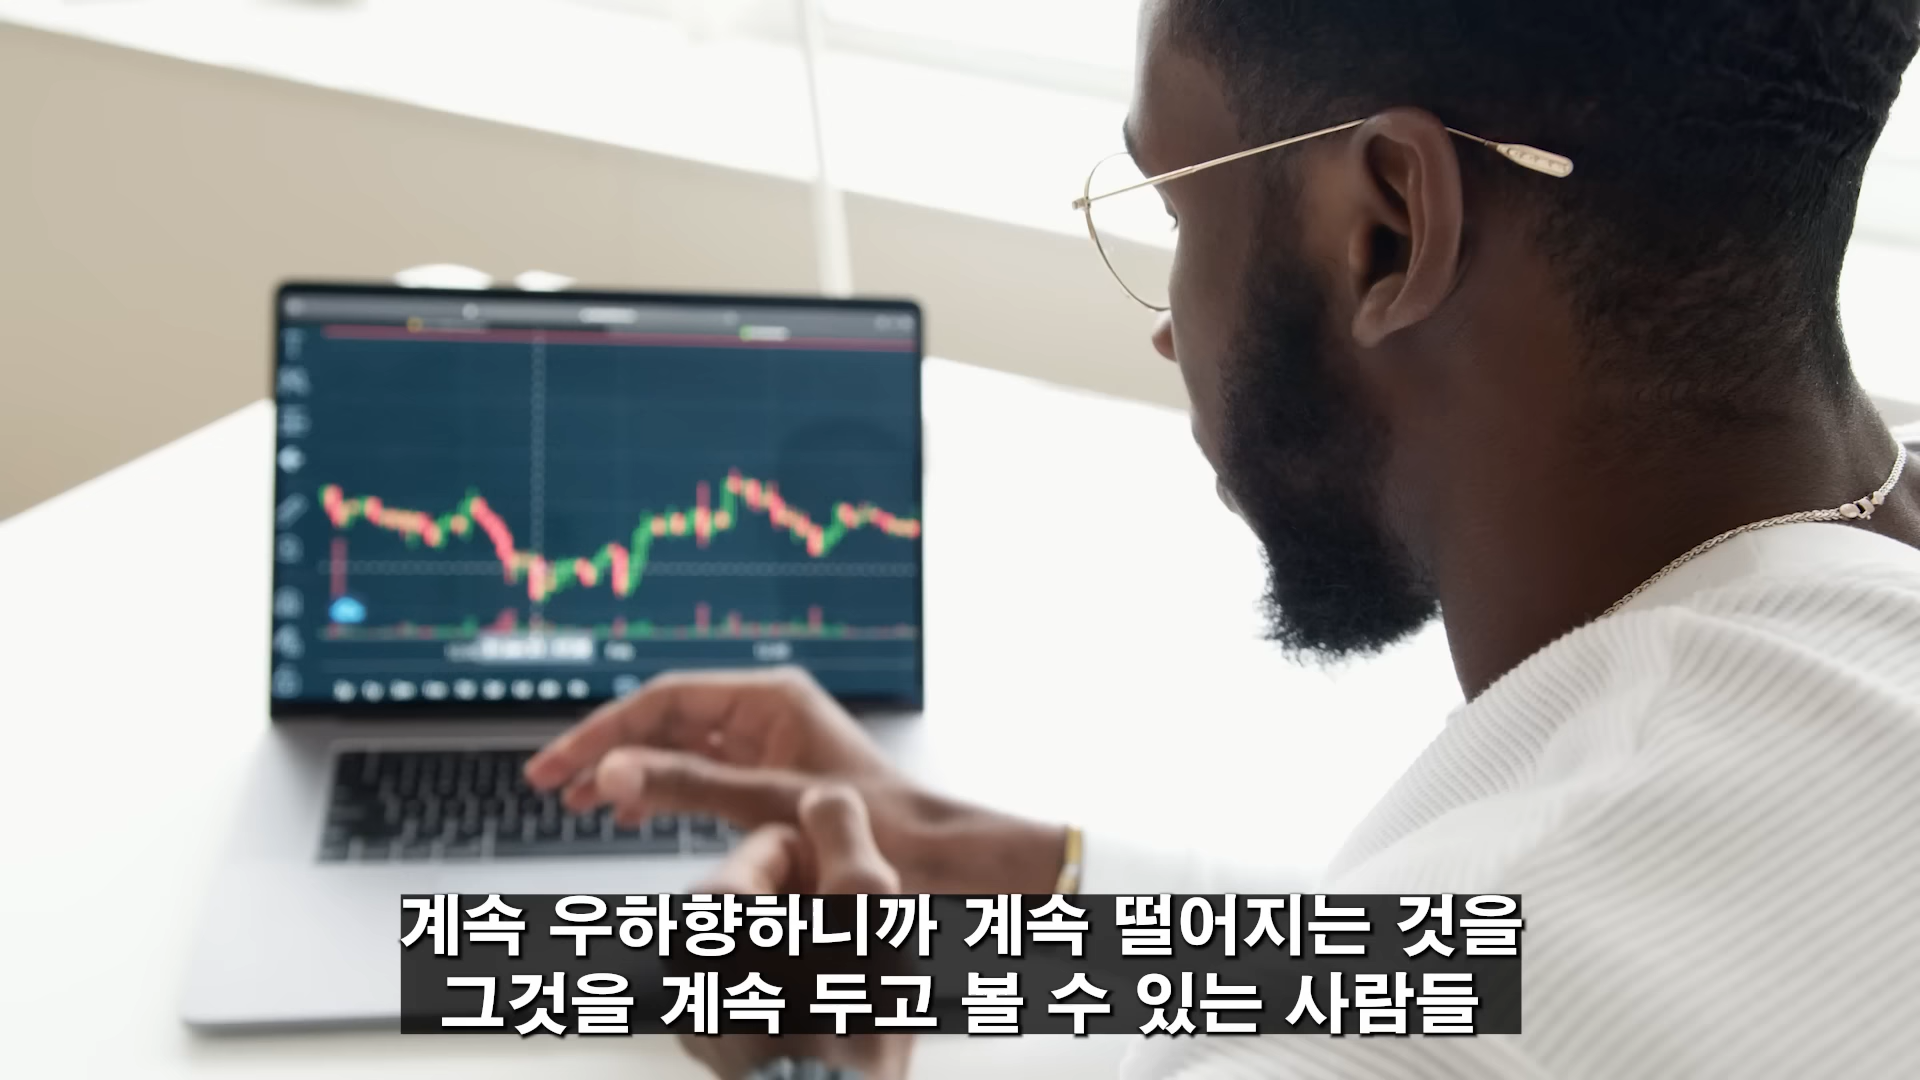 계속 우하향하니까 계속 떨어지는 것을
그것을 계속 두고 볼 수 있는 사람들